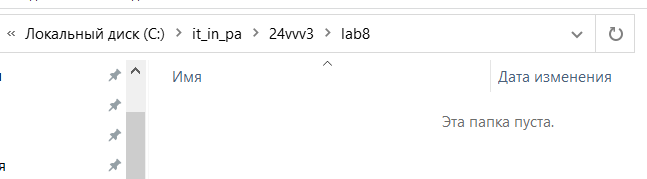 « Локальный диск (C:) › it_in_pa › 24vvv3 › lab8
Имя Дата изменения
Эта папка пуста.
я